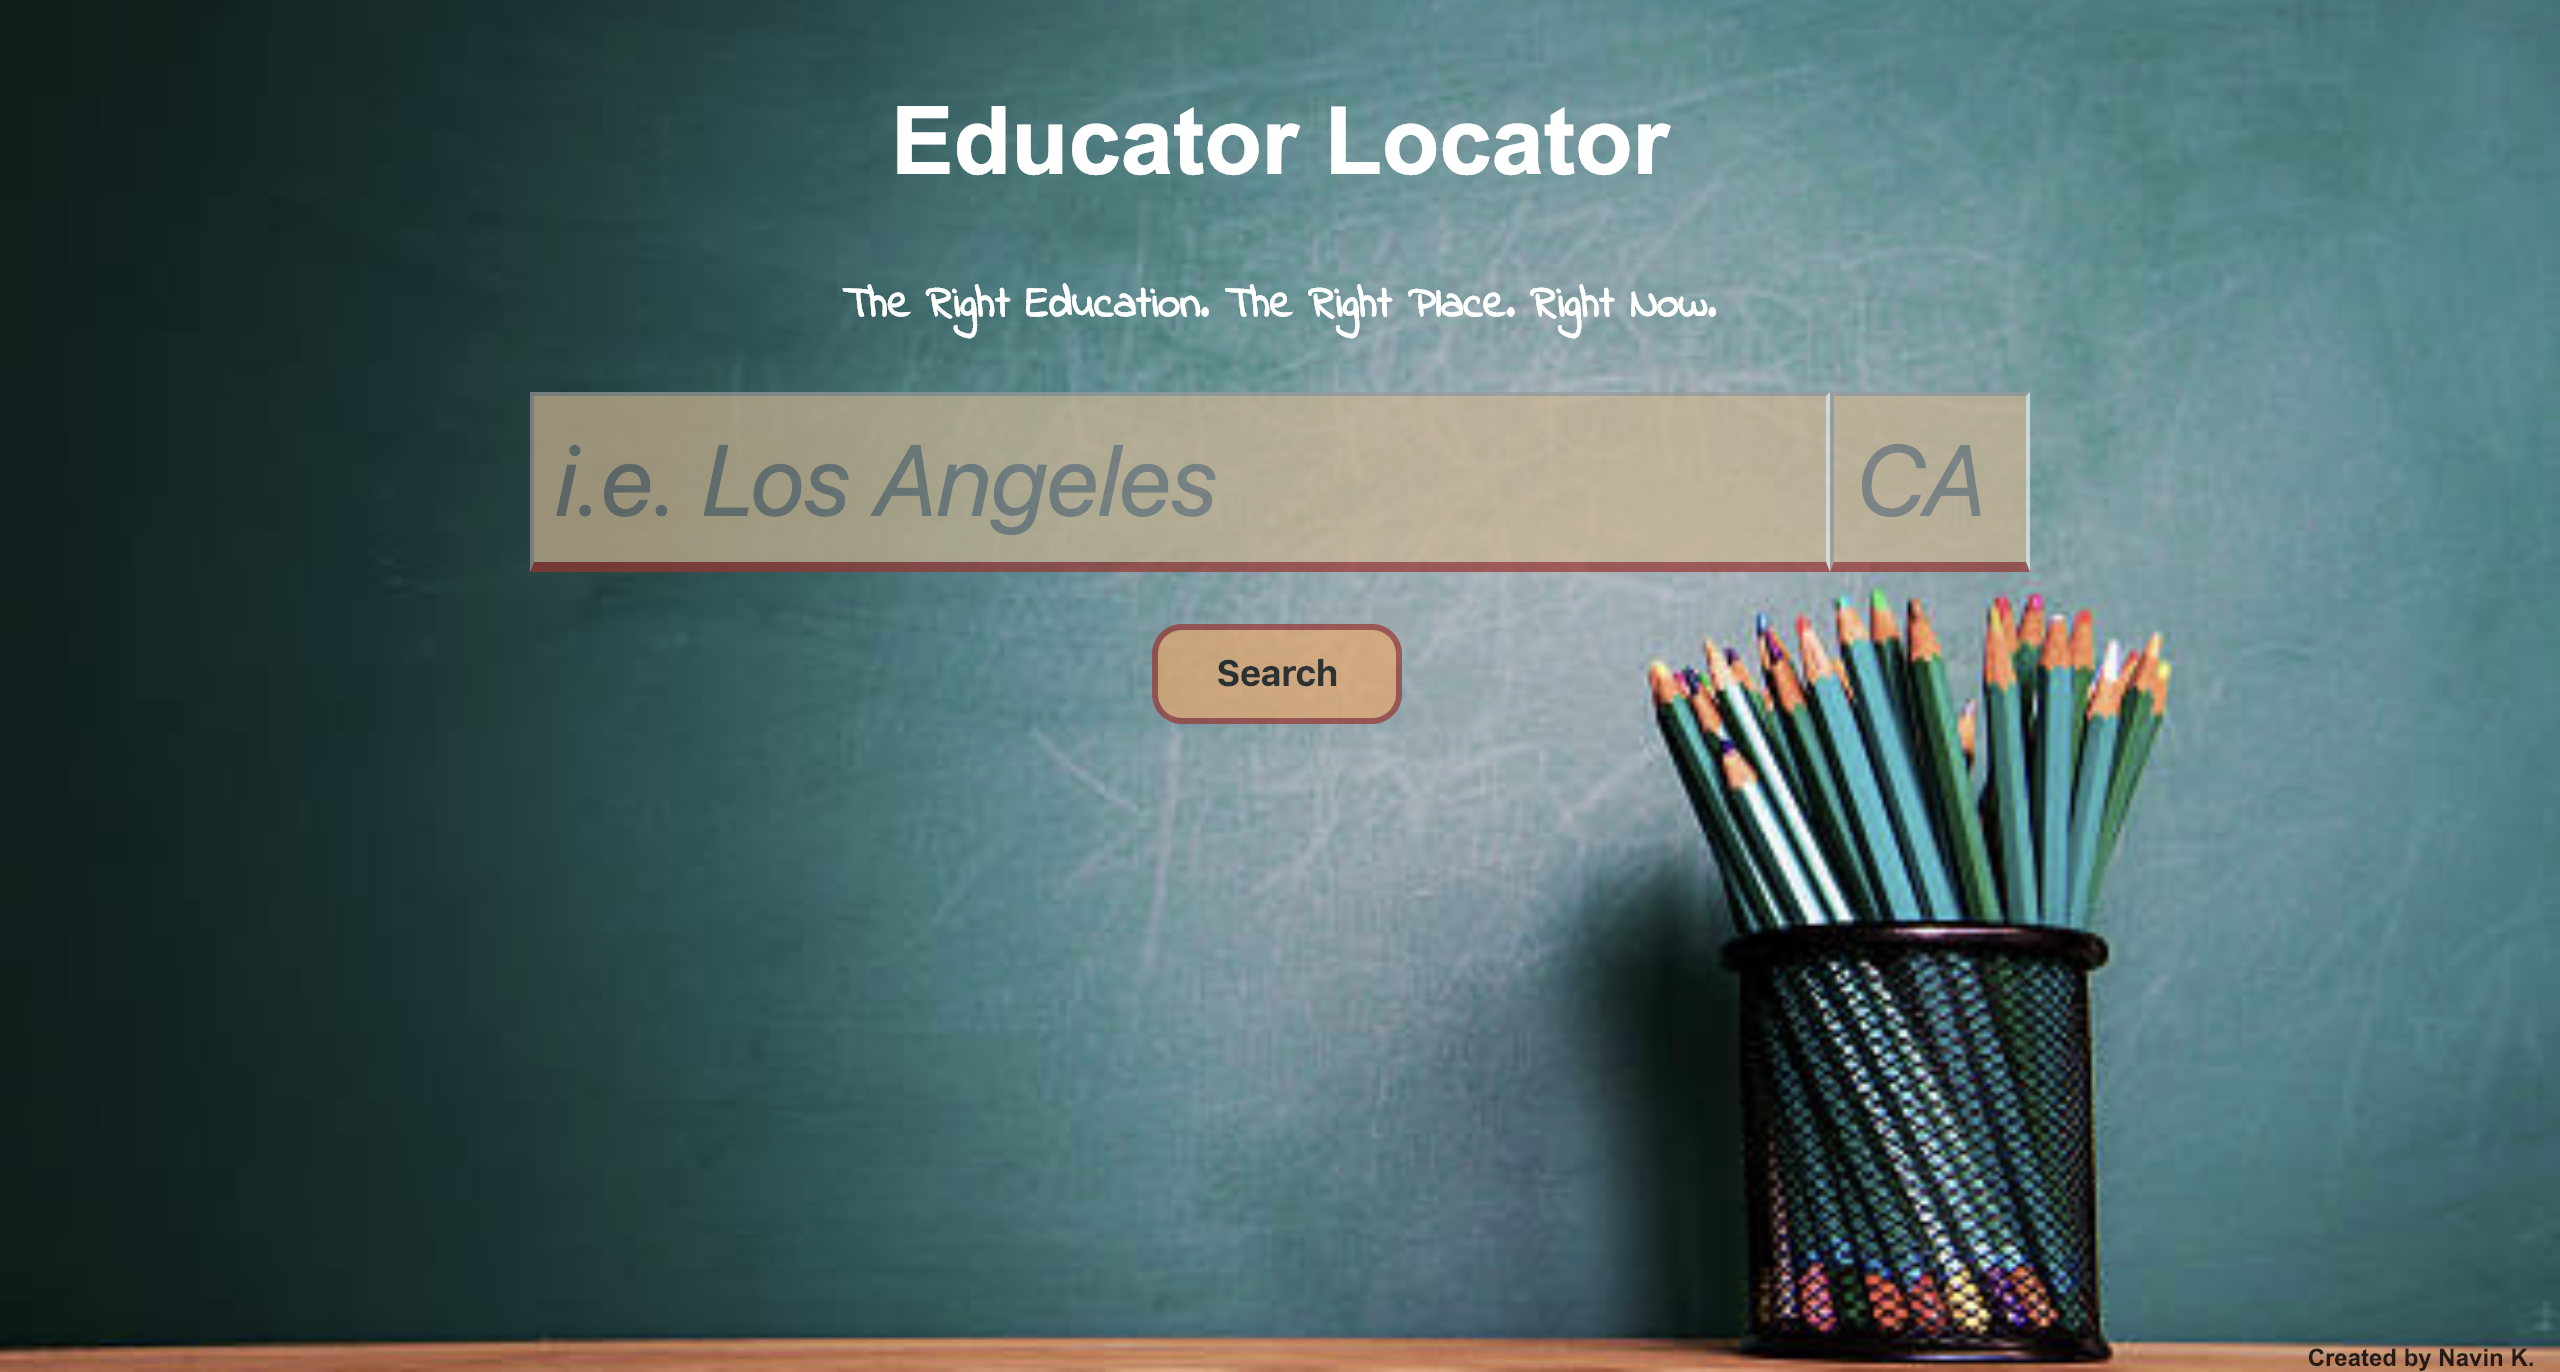 Educator Locator
The Right Education. The Right Place. Right Now.
i.e. Los Angeles
CA
Search
Created by Navin K.